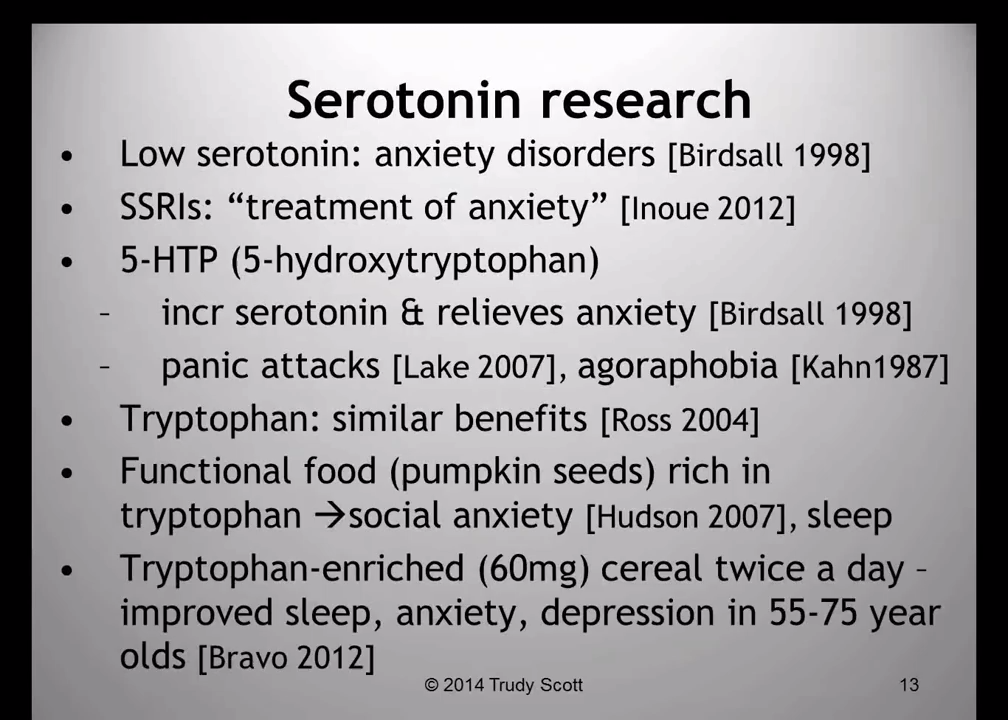 Serotonin research
• Low serotonin: anxiety disorders [Birdsall 1998]
• SSRIs: “treatment of anxiety” [Inoue 2012]
• 5-HTP (5-hydroxytryptophan)
– incr serotonin & relieves anxiety [Birdsall 1998]
– panic attacks [Lake 2007], agoraphobia [Kahn1987]
• Tryptophan: similar benefits [Ross 2004]
• Functional food (pumpkin seeds) rich in
tryptophan →social anxiety [Hudson 2007], sleep
• Tryptophan-enriched (60mg) cereal twice a day –
improved sleep, anxiety, depression in 55-75 year
olds [Bravo 2012]
© 2014 Trudy Scott 13